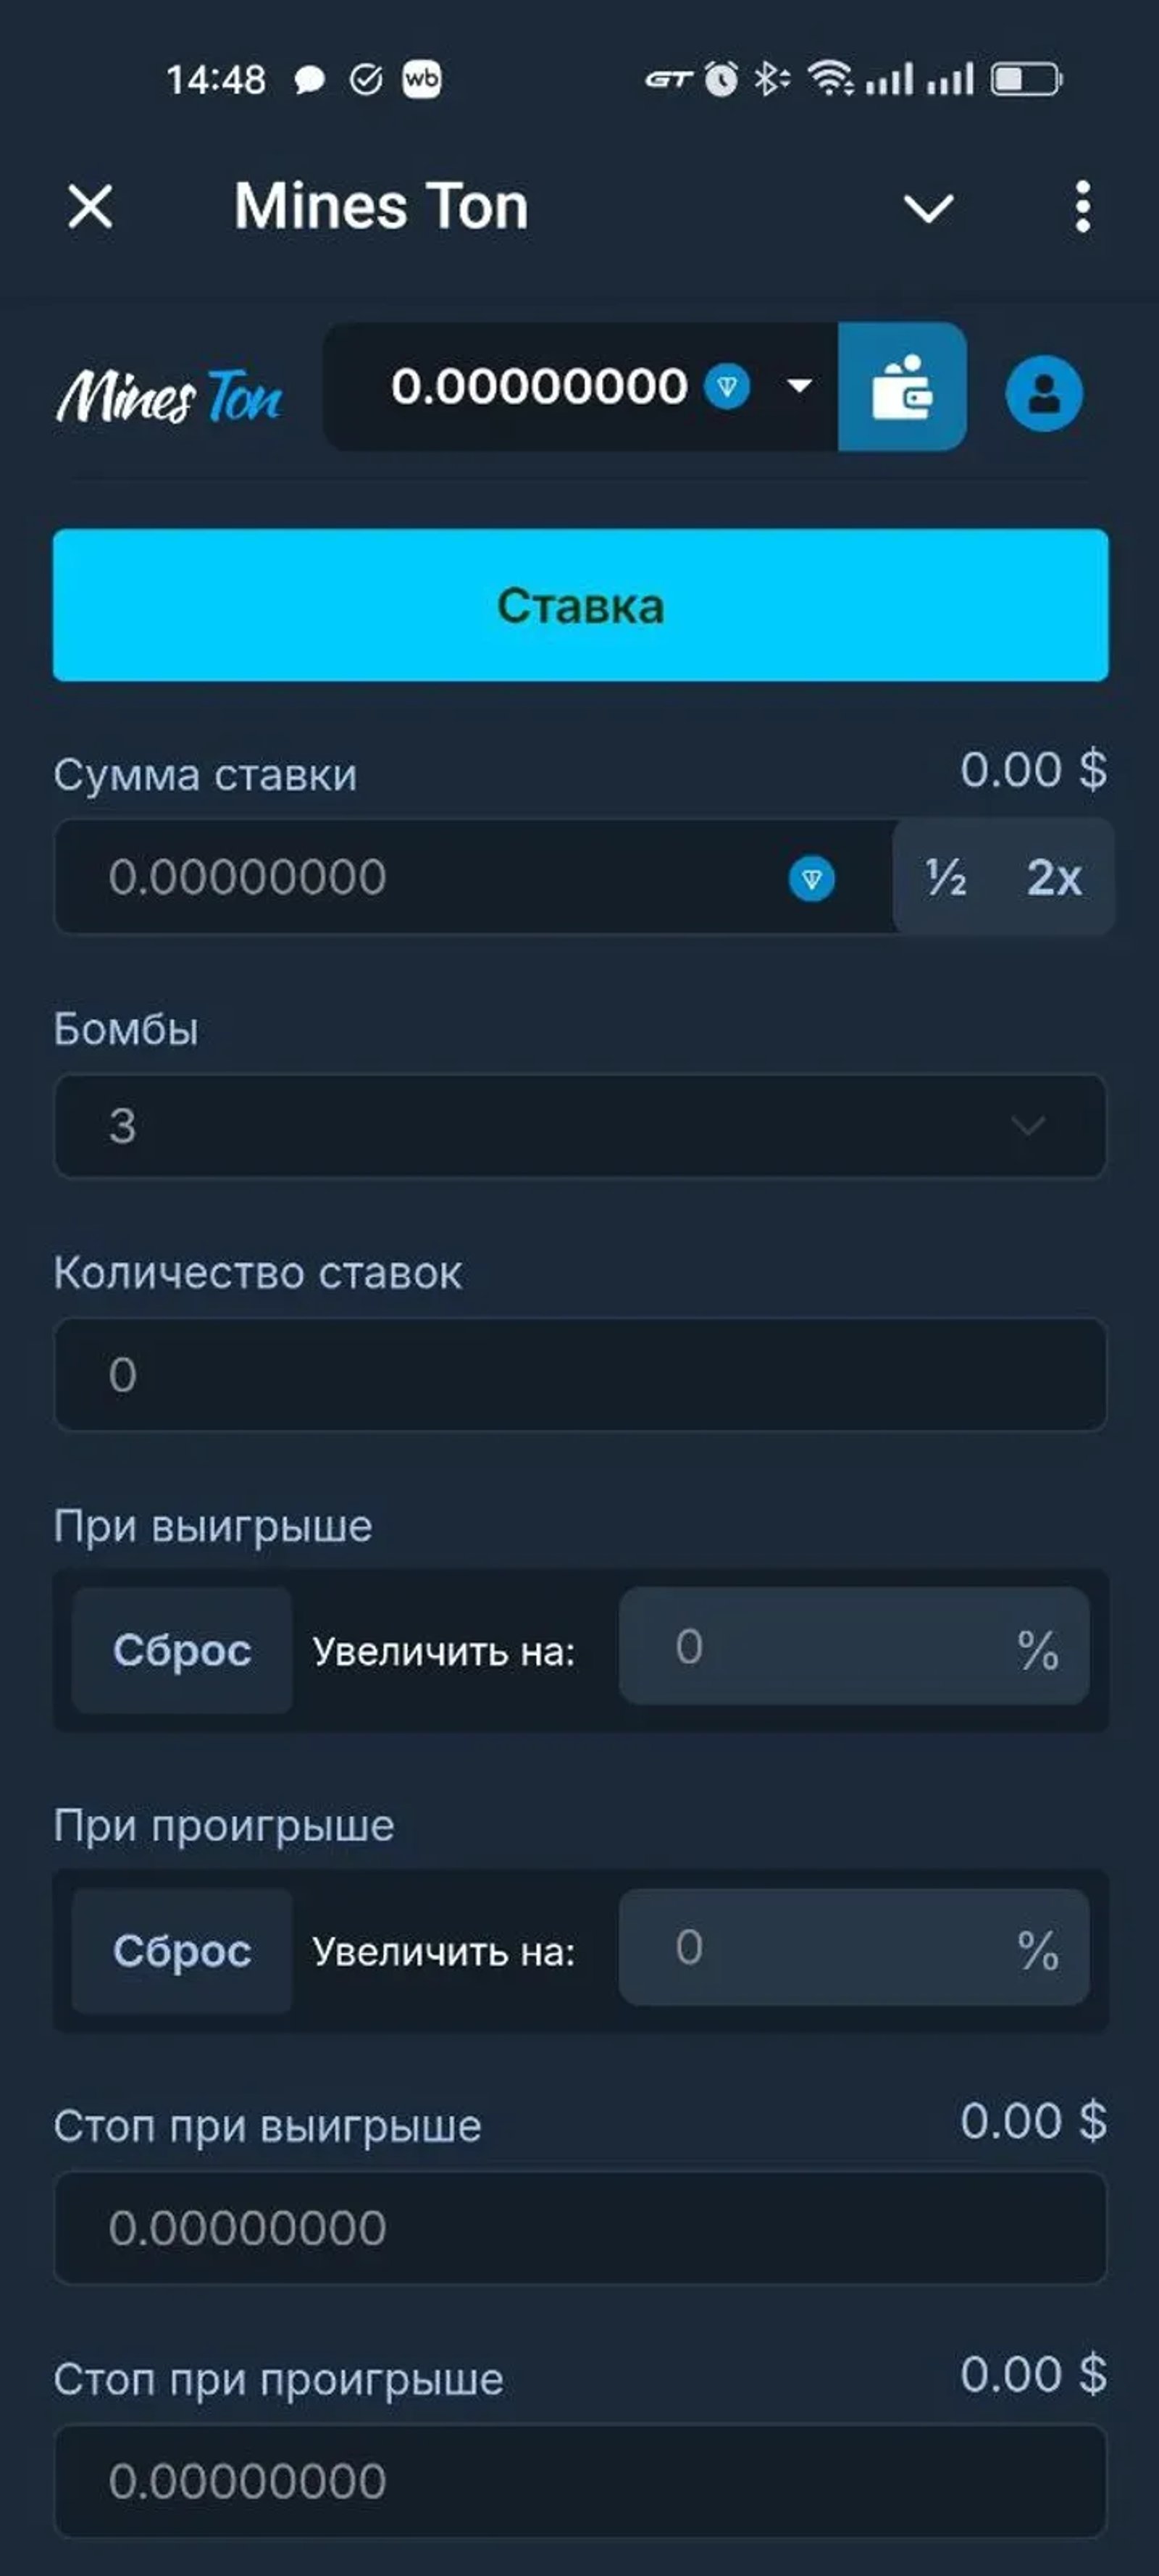 14:48 wb GT
Mines Ton
Mines Ton 0.00000000
Ставка
Сумма ставки 0.00 $
0.00000000 ½ 2x
Бомбы
3
Количество ставок
0
При выигрыше
Сброс Увеличить на: 0 %
При проигрыше
Сброс Увеличить на: 0 %
Стоп при выигрыше 0.00 $
0.00000000
Стоп при проигрыше 0.00 $
0.00000000